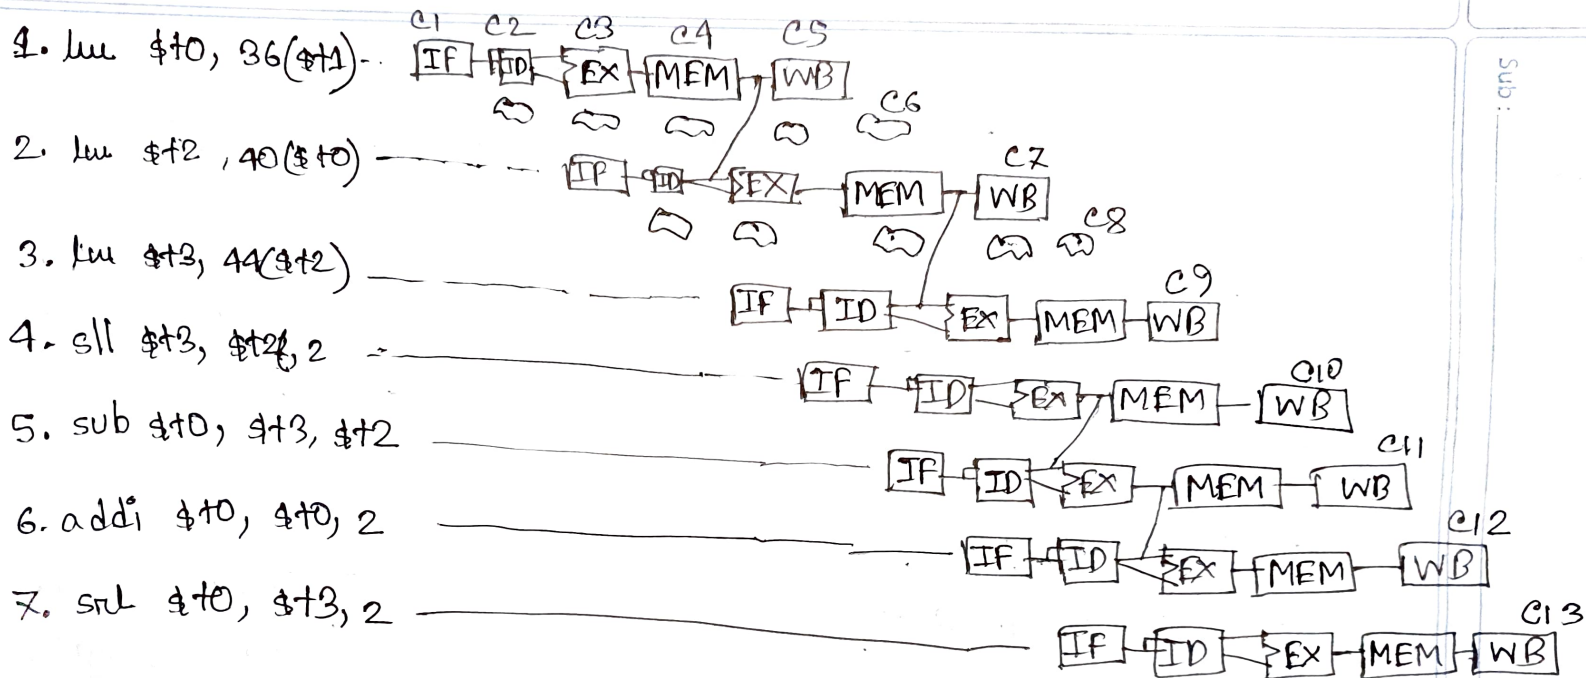 C1 C2 C3 C4 C5
1. lw $t0, 36($t1) IF ID EX MEM WB
C6
C7
2. lw $t2, 40($t0) IF ID EX MEM WB
C8
3. lw $t3, 44($t2) IF ID EX MEM WB
C9
4. sll $t3, $t2, 2 IF ID EX MEM WB
C10
5. sub $t0, $t3, $t2 IF ID EX MEM WB
C11
6. addi $t0, $t0, 2 IF ID EX MEM WB
C12
7. srl $t0, $t3, 2 IF ID EX MEM WB
C13
Sub: